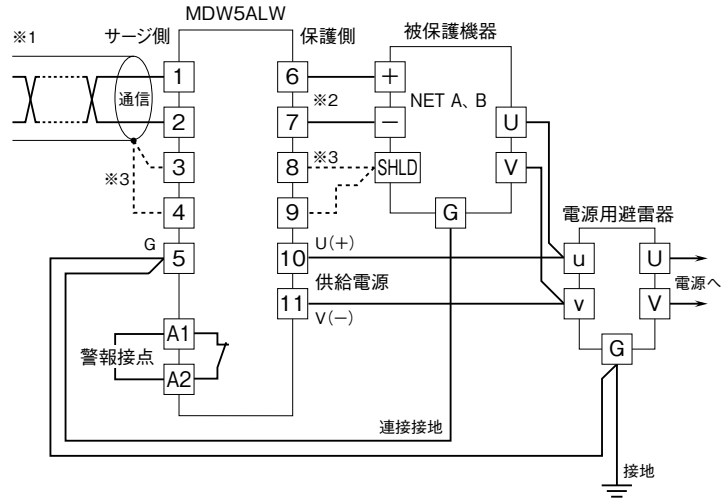 MDW5ALW
※1
サージ側
保護側
被保護機器
1
6
+
通信
※2
NET A、B
2
7
−
U
3
8
※3
SHLD
V
※3
4
9
G
電源用避雷器
G
5
10
U(+)
u
U
供給電源
電源へ
11
V(−)
v
V
A1
警報接点
A2
G
連接接地
接地